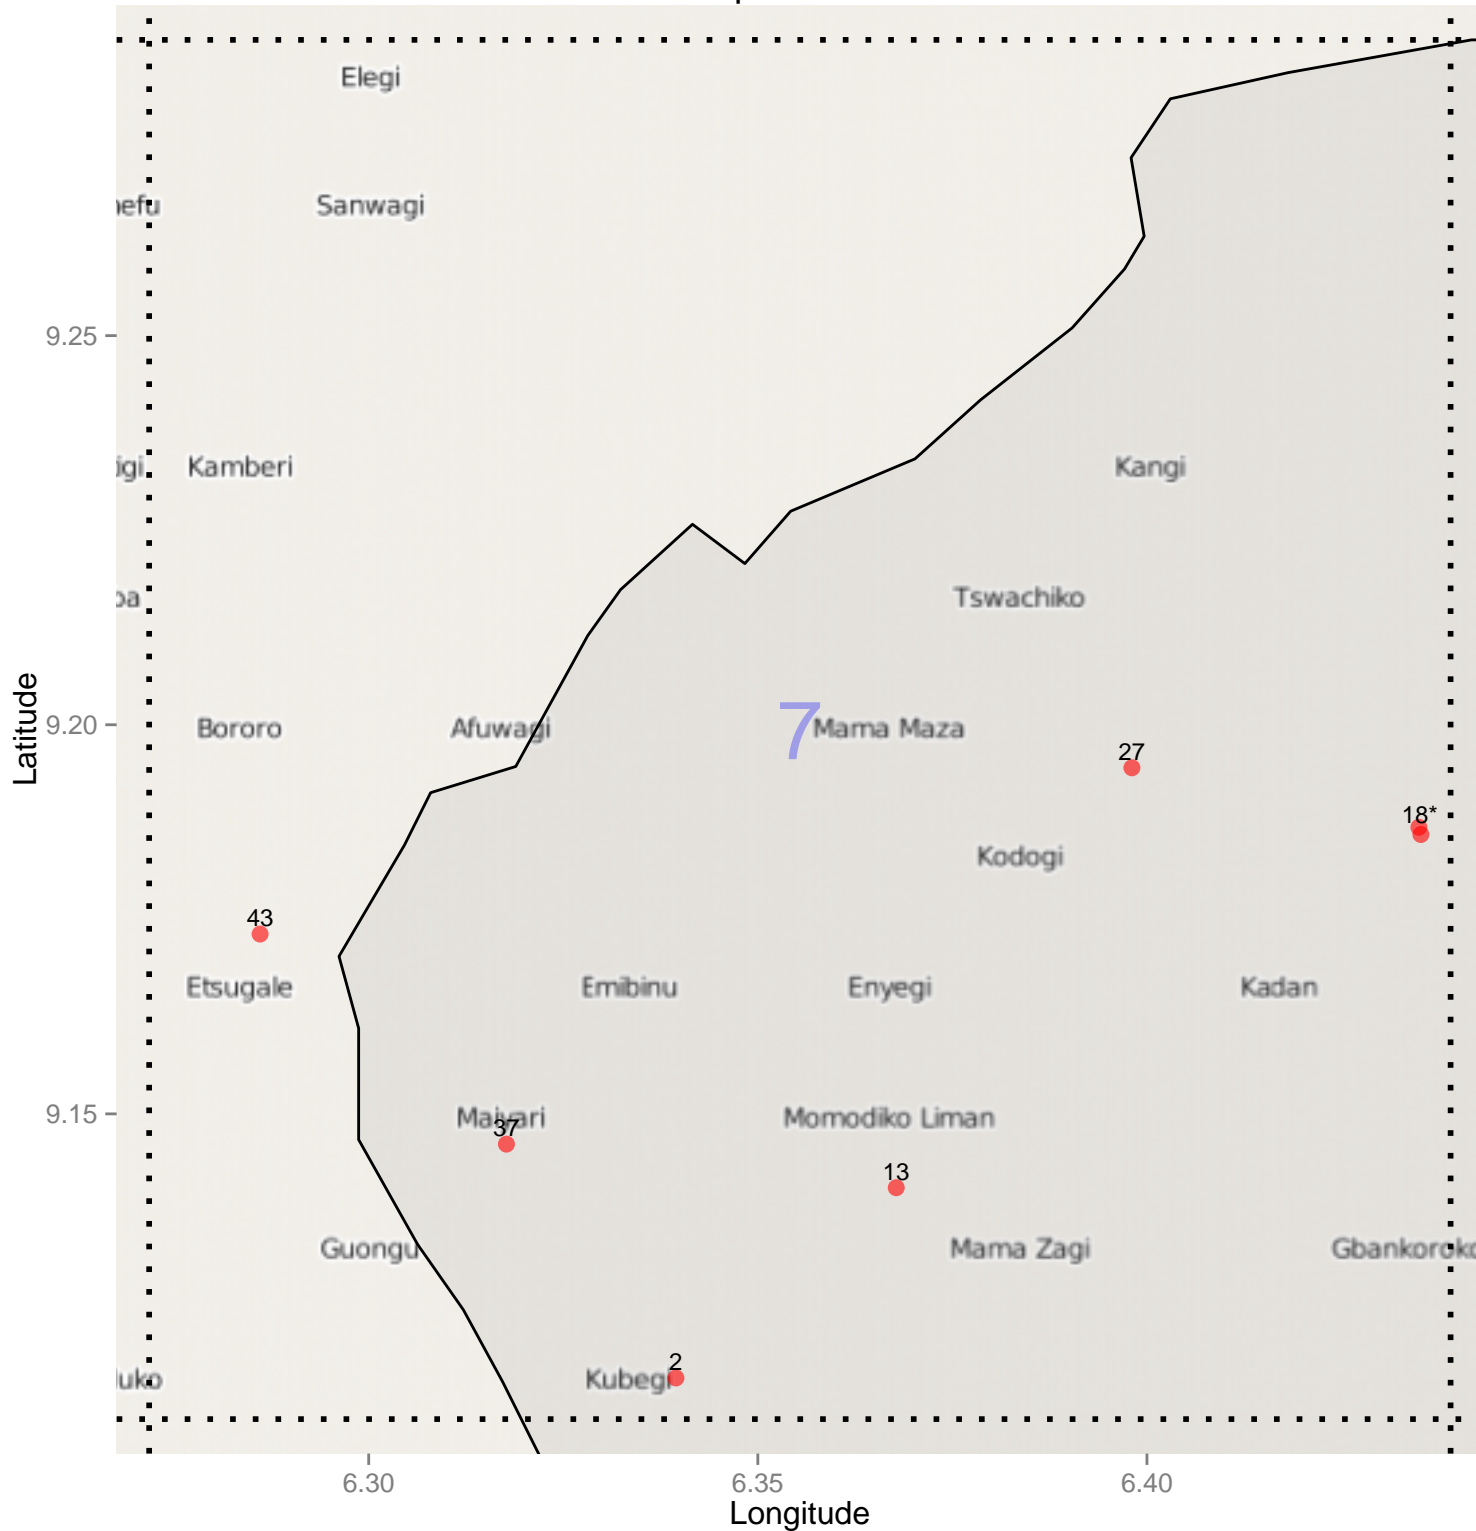 Elegi
Sanwagi
9.25
Kamberi
Kangi
Tswachiko
7
9.20
Bororo
Afuwagi
Mama Maza
27
18*
Kodogi
43
Etsugale
Emibinu
Enyegi
Kadan
9.15
Maiyari
37
Momodiko Liman
13
Guongu
Mama Zagi
Gbankoroko
2
Kubegi
6.30
6.35
6.40
Longitude
Latitude